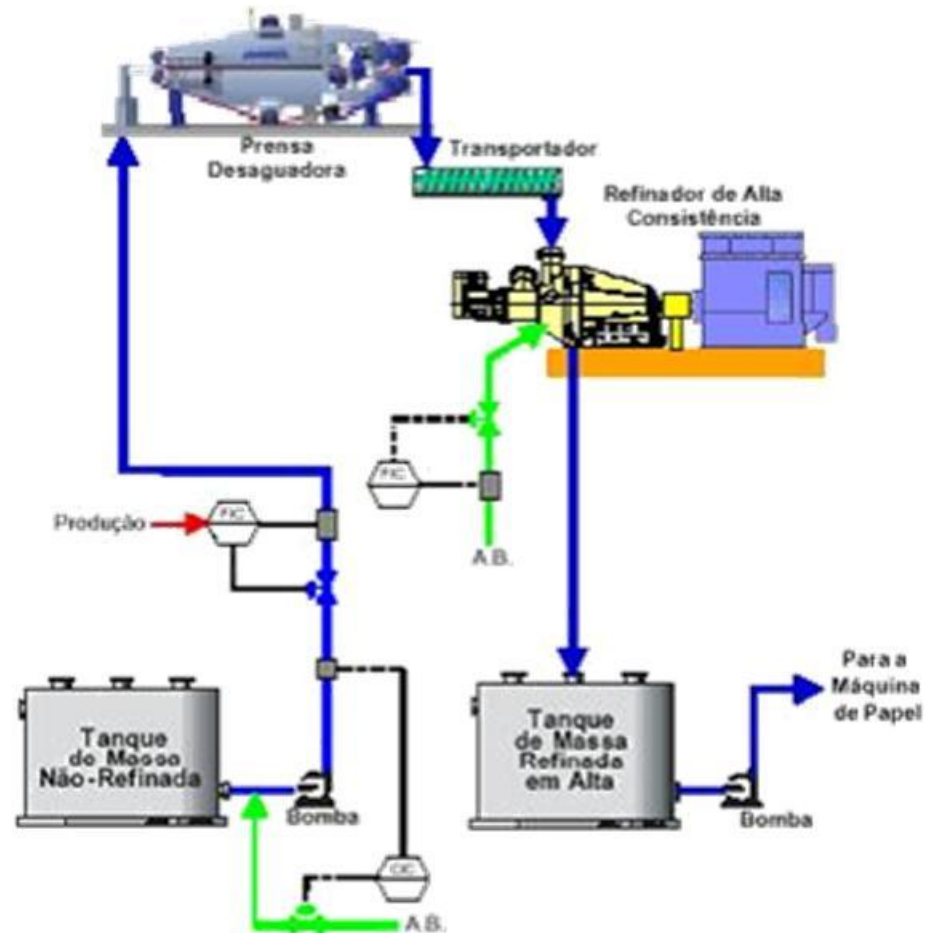 Prensa
Desaguadora
Transportador
Refinador de Alta
Consistência
FIC
A.B.
Produção
FIC
Tanque
de Massa
Não-Refinada
Bomba
CIC
A.B.
Tanque
de Massa
Refinada
em Alta
Bomba
Para a
Máquina
de Papel